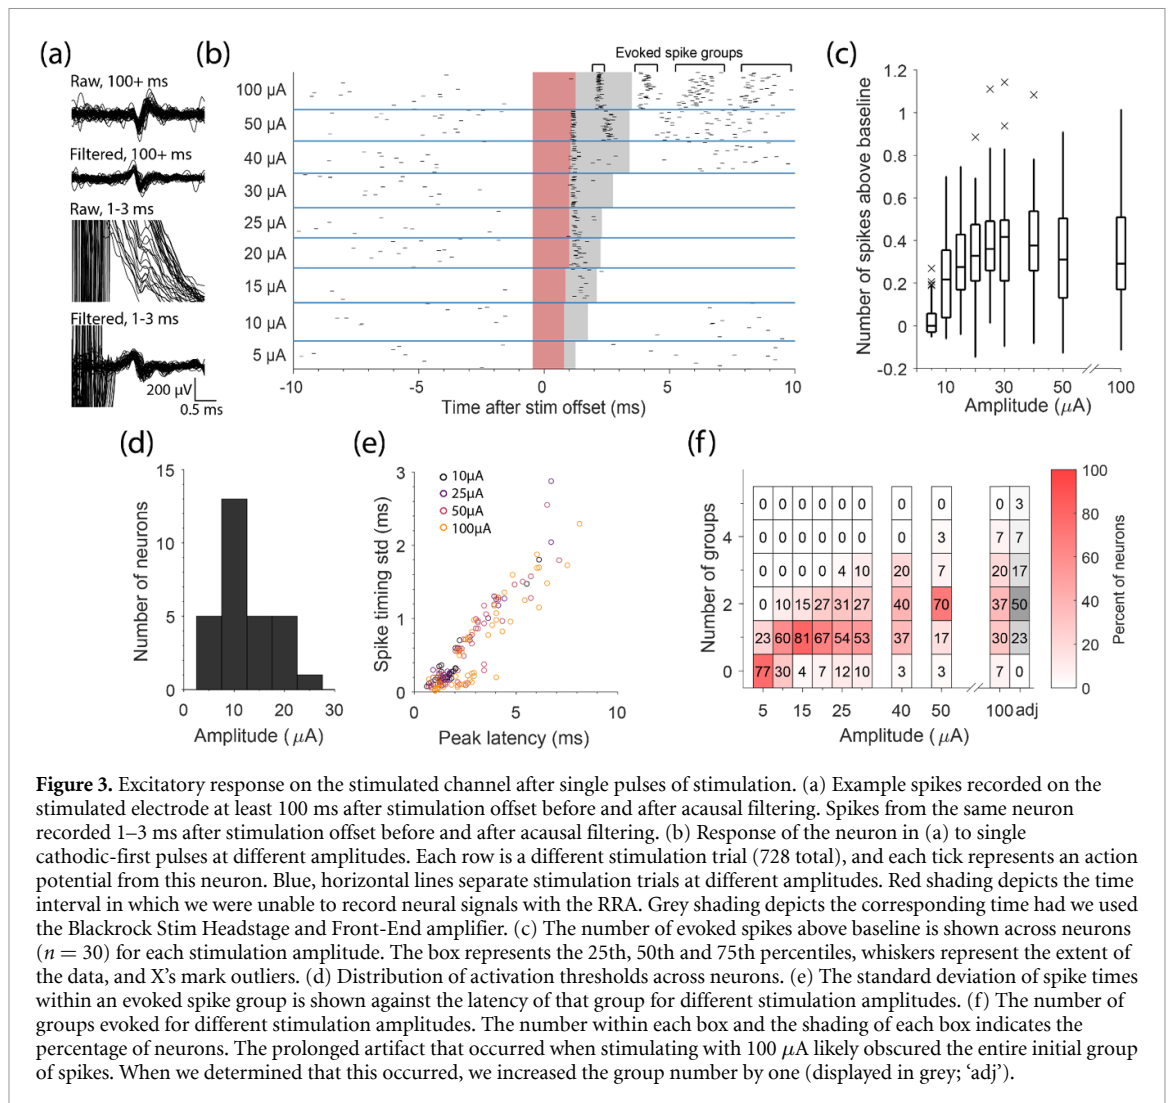 (a)
Raw, 100+ ms
Filtered, 100+ ms
Raw, 1-3 ms
Filtered, 1-3 ms
200 μV
0.5 ms
(b)
Evoked spike groups
100 μA
50 μA
40 μA
30 μA
25 μA
20 μA
15 μA
10 μA
5 μA
-10 -5 0 5 10
Time after stim offset (ms)
(c)
Number of spikes above baseline
1.2
1
0.8
0.6
0.4
0.2
0
-0.2
10 30 50 100
Amplitude (μA)
(d)
Number of neurons
15
10
5
0
0 10 20 30
Amplitude (μA)
(e)
Spike timing std (ms)
3
2
1
0
10μA
25μA
50μA
100μA
0 5 10
Peak latency (ms)
(f)
Number of groups
4
2
0
0 0 0 0 0 0 0 0 0 3
0 0 0 0 0 0 0 3 7 7
0 0 0 0 4 10 20 7 20 17
0 10 15 27 31 27 40 70 37 50
23 60 81 67 54 53 37 17 30 23
77 30 4 7 12 10 3 3 7 0
5 15 25 40 50 100 adj
Amplitude (μA)
100
80
60
40
20
0
Percent of neurons
Figure 3. Excitatory response on the stimulated channel after single pulses of stimulation. (a) Example spikes recorded on the
stimulated electrode at least 100 ms after stimulation offset before and after acausal filtering. Spikes from the same neuron
recorded 1–3 ms after stimulation offset before and after acausal filtering. (b) Response of the neuron in (a) to single
cathodic-first pulses at different amplitudes. Each row is a different stimulation trial (728 total), and each tick represents an action
potential from this neuron. Blue, horizontal lines separate stimulation trials at different amplitudes. Red shading depicts the time
interval in which we were unable to record neural signals with the RRA. Grey shading depicts the corresponding time had we used
the Blackrock Stim Headstage and Front-End amplifier. (c) The number of evoked spikes above baseline is shown across neurons
(n = 30) for each stimulation amplitude. The box represents the 25th, 50th and 75th percentiles, whiskers represent the extent of
the data, and X's mark outliers. (d) Distribution of activation thresholds across neurons. (e) The standard deviation of spike times
within an evoked spike group is shown against the latency of that group for different stimulation amplitudes. (f) The number of
groups evoked for different stimulation amplitudes. The number within each box and the shading of each box indicates the
percentage of neurons. The prolonged artifact that occurred when stimulating with 100 μA likely obscured the entire initial group
of spikes. When we determined that this occurred, we increased the group number by one (displayed in grey; 'adj').